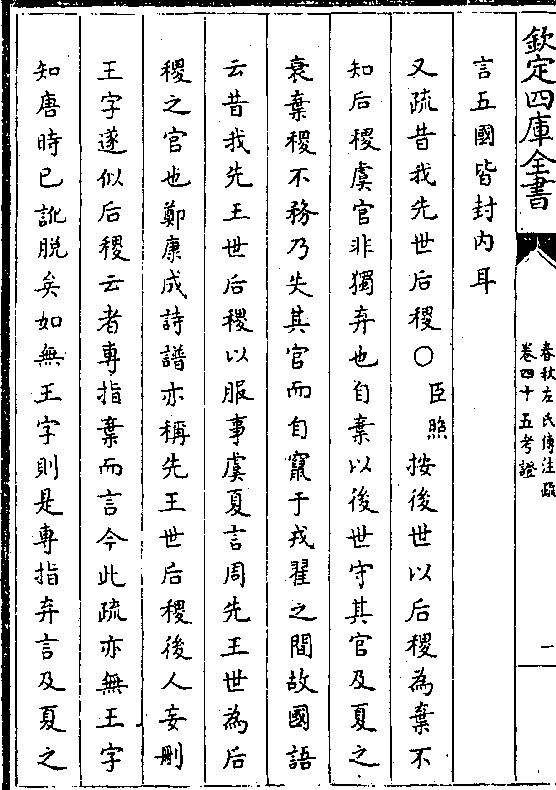 欽定四庫全書
春秋左氏傳注疏
卷四十五考證
一
言五國皆封内耳
又疏昔我先世后稷〇臣照按後世以后稷為棄不
知后稷虞官非獨弃也自棄以後世守其官及夏之
衰棄稷不務乃失其官而自竄于戎翟之間故國語
云昔我先王世后稷以服事虞夏言周先王世為后
稷之官也鄭康成詩譜亦稱先王世后稷後人妄刪
王字遂似后稷云者專指棄而言今此疏亦無王字
知唐時已訛脱矣如無王字則是專指弃言及夏之